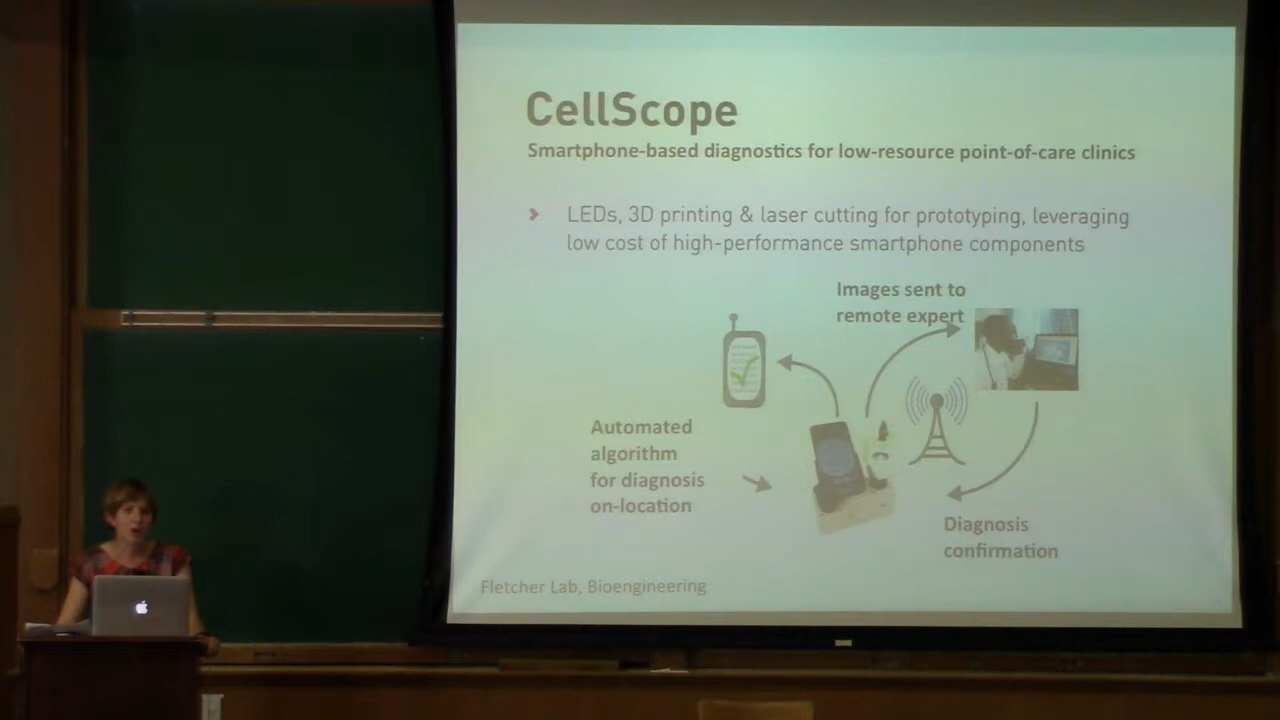 CellScope
Smartphone-based diagnostics for low-resource point-of-care clinics
LEDs, 3D printing & laser cutting for prototyping, leveraging
low cost of high-performance smartphone components
Images sent to
remote expert
Automated
algorithm
for diagnosis
on-location
Diagnosis
confirmation
Fletcher Lab, Bioengineering